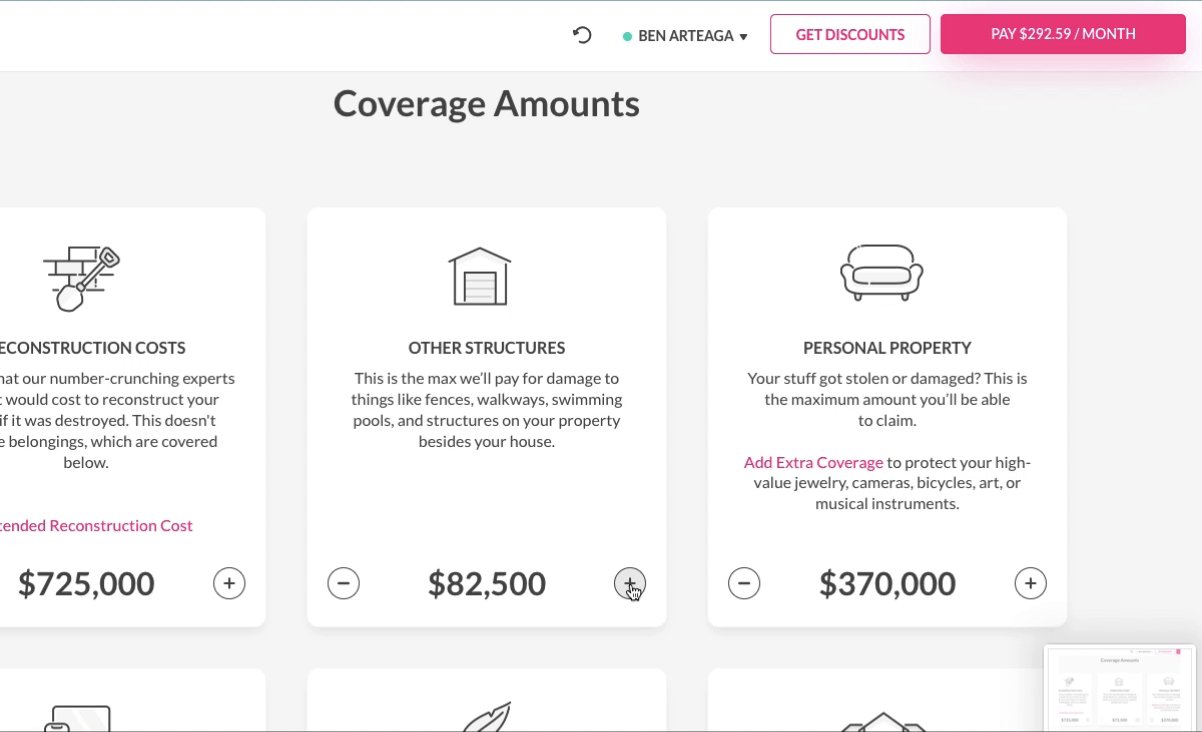 BEN ARTEAGA
GET DISCOUNTS
PAY $292.59 / MONTH
Coverage Amounts
ECONSTRUCTION COSTS
hat our number-crunching experts
t would cost to reconstruct your
if it was destroyed. This doesn't
e belongings, which are covered
below.
tended Reconstruction Cost
$725,000
OTHER STRUCTURES
This is the max we'll pay for damage to
things like fences, walkways, swimming
pools, and structures on your property
besides your house.
$82,500
PERSONAL PROPERTY
Your stuff got stolen or damaged? This is
the maximum amount you'll be able
to claim.
Add Extra Coverage to protect your high-
value jewelry, cameras, bicycles, art, or
musical instruments.
$370,000
Coverage Amounts